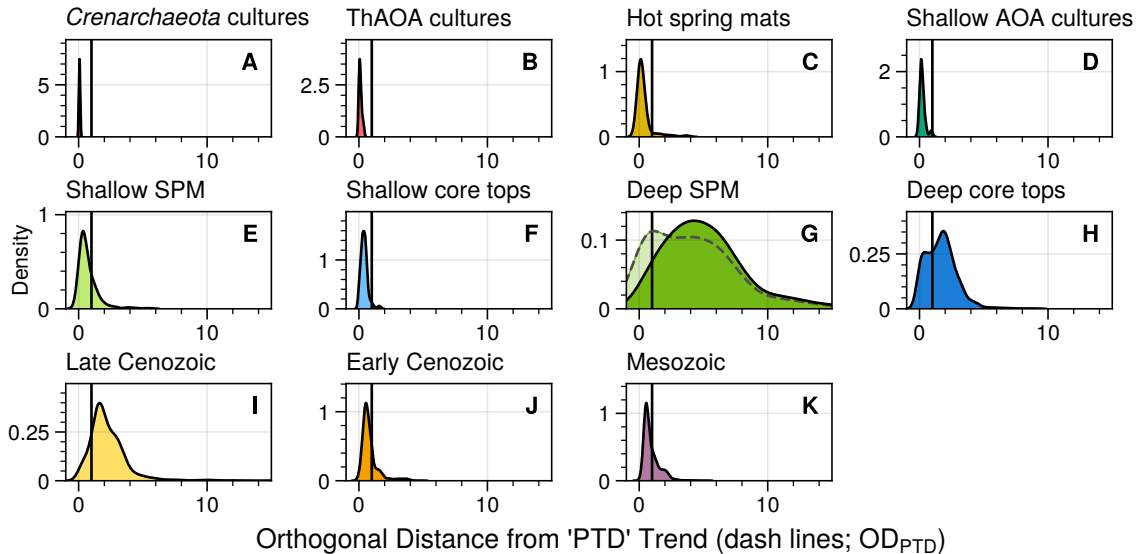 Crenarchaeota cultures
ThAOA cultures
Hot spring mats
Shallow AOA cultures
A
B
C
D
5
0
2.5
0
1
0
2
0
0 10
0 10
0 10
0 10
Shallow SPM
Shallow core tops
Deep SPM
Deep core tops
E
F
G
H
Density
1
0
1
0
0.1
0
0.25
0
Late Cenozoic
Early Cenozoic
Mesozoic
I
J
K
0.25
0
1
0
1
0
0 10
0 10
0 10
0 10
0 10
0 10
Orthogonal Distance from 'PTD' Trend (dash lines; OD_PTD)